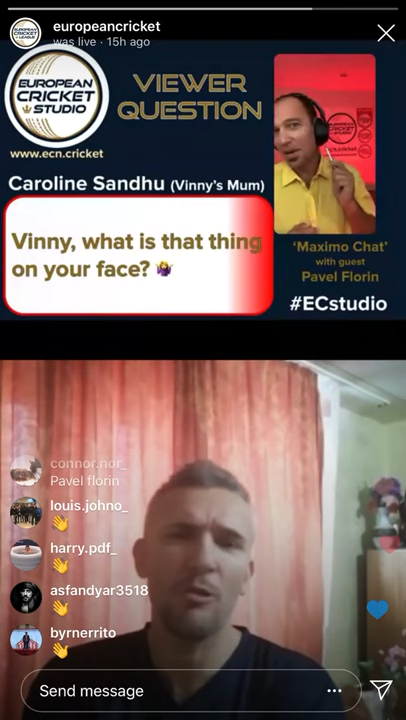 europeancricket
was live · 15h ago
EUROPEAN
CRICKET
STUDIO
www.ecn.cricket
VIEWER
QUESTION
Caroline Sandhu (Vinny's Mum)
Vinny, what is that thing
on your face? 🤷‍♀️
'Maximo Chat'
with guest
Pavel Florin
#ECstudio
connor.nor_
Pavel florin
louis.johno_
👋
harry.pdf_
👋
asfandyar3518
👋
byrnerrito
👋
Send message